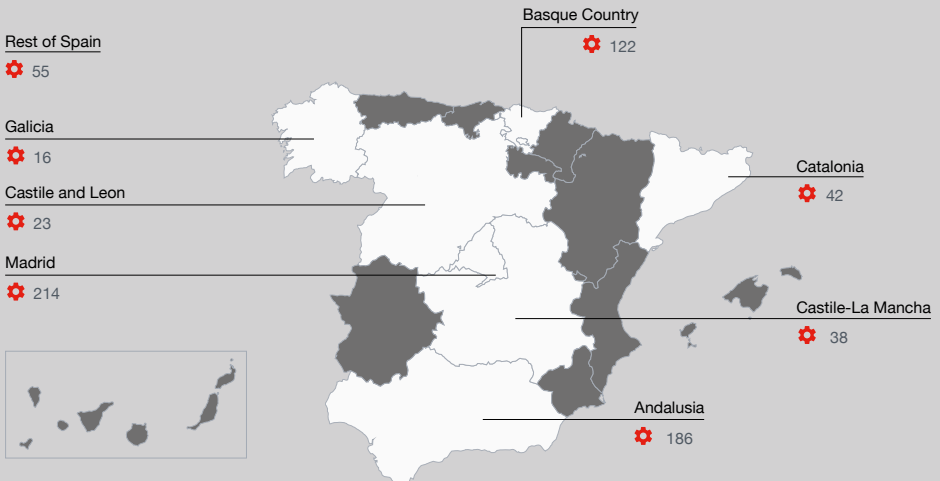 Basque Country
122
Rest of Spain
55
Galicia
16
Castile and Leon
23
Madrid
214
Catalonia
42
Castile-La Mancha
38
Andalusia
186